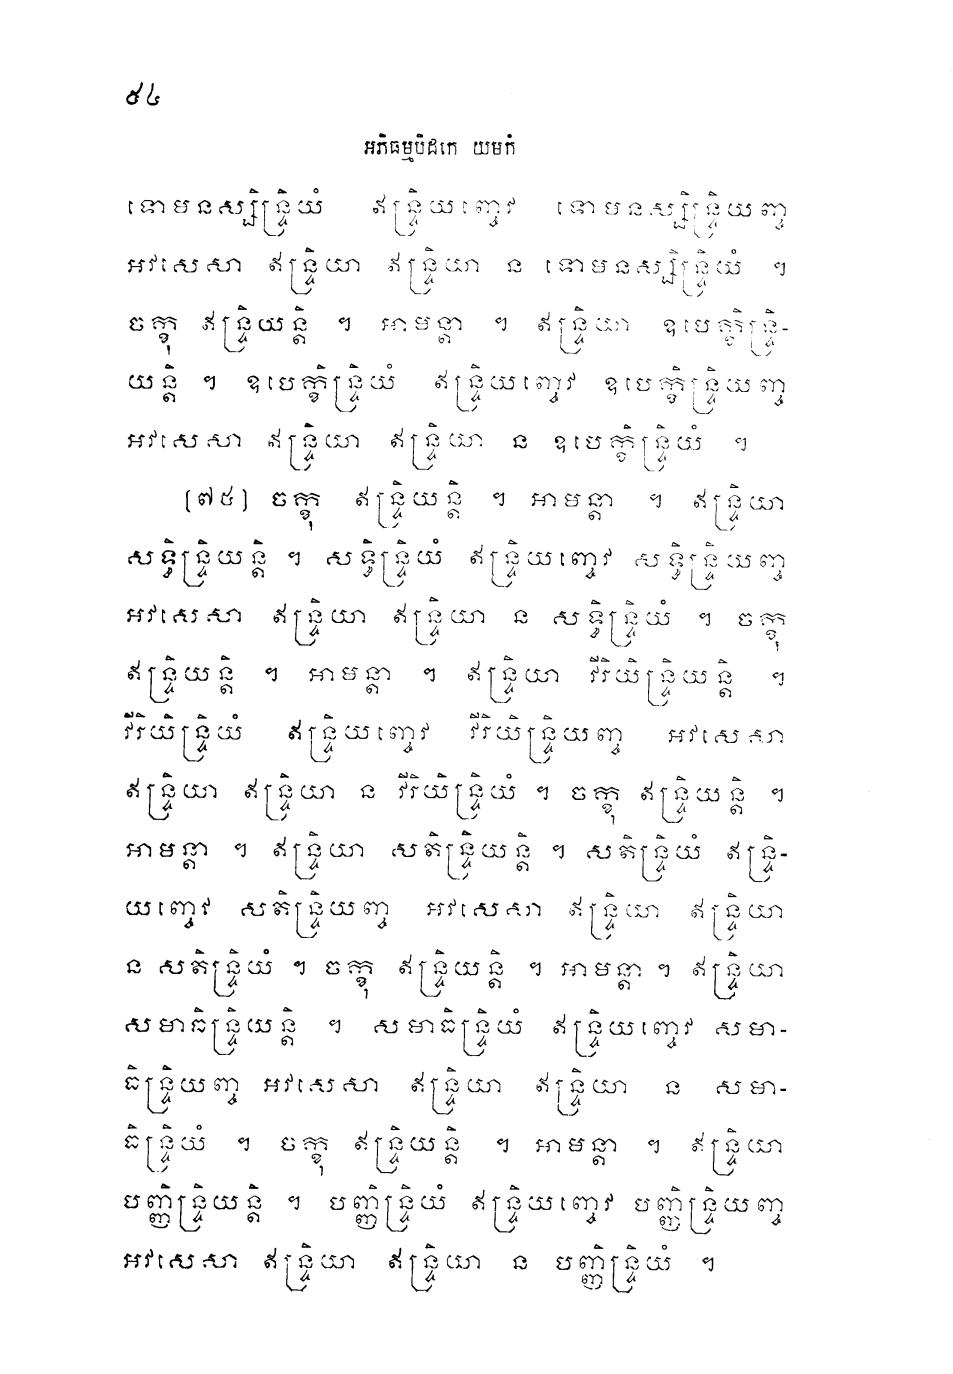 ៩៤
អភិធម្មបិដកេ យមកំ
ទោមនស្សិន្ទ្រិយំ ឥន្ទ្រិយញ្ចេវ ទោមនស្សិន្ទ្រិយញ្ច
អវសេសា ឥន្ទ្រិយា ឥន្ទ្រិយា ន ទោមនស្សិន្ទ្រិយំ ។
ចក្ខុ ឥន្ទ្រិយន្តិ ។ អាមន្តា ។ ឥន្ទ្រិយា ឧបេក្ខិន្ទ្រិ-
យន្តិ ។ ឧបេក្ខិន្ទ្រិយំ ឥន្ទ្រិយញ្ចេវ ឧបេក្ខិន្ទ្រិយញ្ច
អវសេសា ឥន្ទ្រិយា ឥន្ទ្រិយា ន ឧបេក្ខិន្ទ្រិយំ ។
[៧៥] ចក្ខុ ឥន្ទ្រិយន្តិ ។ អាមន្តា ។ ឥន្ទ្រិយា
សទ្ធិន្ទ្រិយន្តិ ។ សទ្ធិន្ទ្រិយំ ឥន្ទ្រិយញ្ចេវ សទ្ធិន្ទ្រិយញ្ច
អវសេសា ឥន្ទ្រិយា ឥន្ទ្រិយា ន សទ្ធិន្ទ្រិយំ ។ ចក្ខុ
ឥន្ទ្រិយន្តិ ។ អាមន្តា ។ ឥន្ទ្រិយា វីរិយិន្ទ្រិយន្តិ ។
វីរិយិន្ទ្រិយំ ឥន្ទ្រិយញ្ចេវ វីរិយិន្ទ្រិយញ្ច អវសេសា
ឥន្ទ្រិយា ឥន្ទ្រិយា ន វីរិយិន្ទ្រិយំ ។ ចក្ខុ ឥន្ទ្រិយន្តិ ។
អាមន្តា ។ ឥន្ទ្រិយា សតិន្ទ្រិយន្តិ ។ សតិន្ទ្រិយំ ឥន្ទ្រិ-
យញ្ចេវ សតិន្ទ្រិយញ្ច អវសេសា ឥន្ទ្រិយា ឥន្ទ្រិយា
ន សតិន្ទ្រិយំ ។ ចក្ខុ ឥន្ទ្រិយន្តិ ។ អាមន្តា ។ ឥន្ទ្រិយា
សមាធិន្ទ្រិយន្តិ ។ សមាធិន្ទ្រិយំ ឥន្ទ្រិយញ្ចេវ សមា-
ធិន្ទ្រិយញ្ច អវសេសា ឥន្ទ្រិយា ឥន្ទ្រិយា ន សមា-
ធិន្ទ្រិយំ ។ ចក្ខុ ឥន្ទ្រិយន្តិ ។ អាមន្តា ។ ឥន្ទ្រិយា
បញ្ញិន្ទ្រិយន្តិ ។ បញ្ញិន្ទ្រិយំ ឥន្ទ្រិយញ្ចេវ បញ្ញិន្ទ្រិយញ្ច
អវសេសា ឥន្ទ្រិយា ឥន្ទ្រិយា ន បញ្ញិន្ទ្រិយំ ។